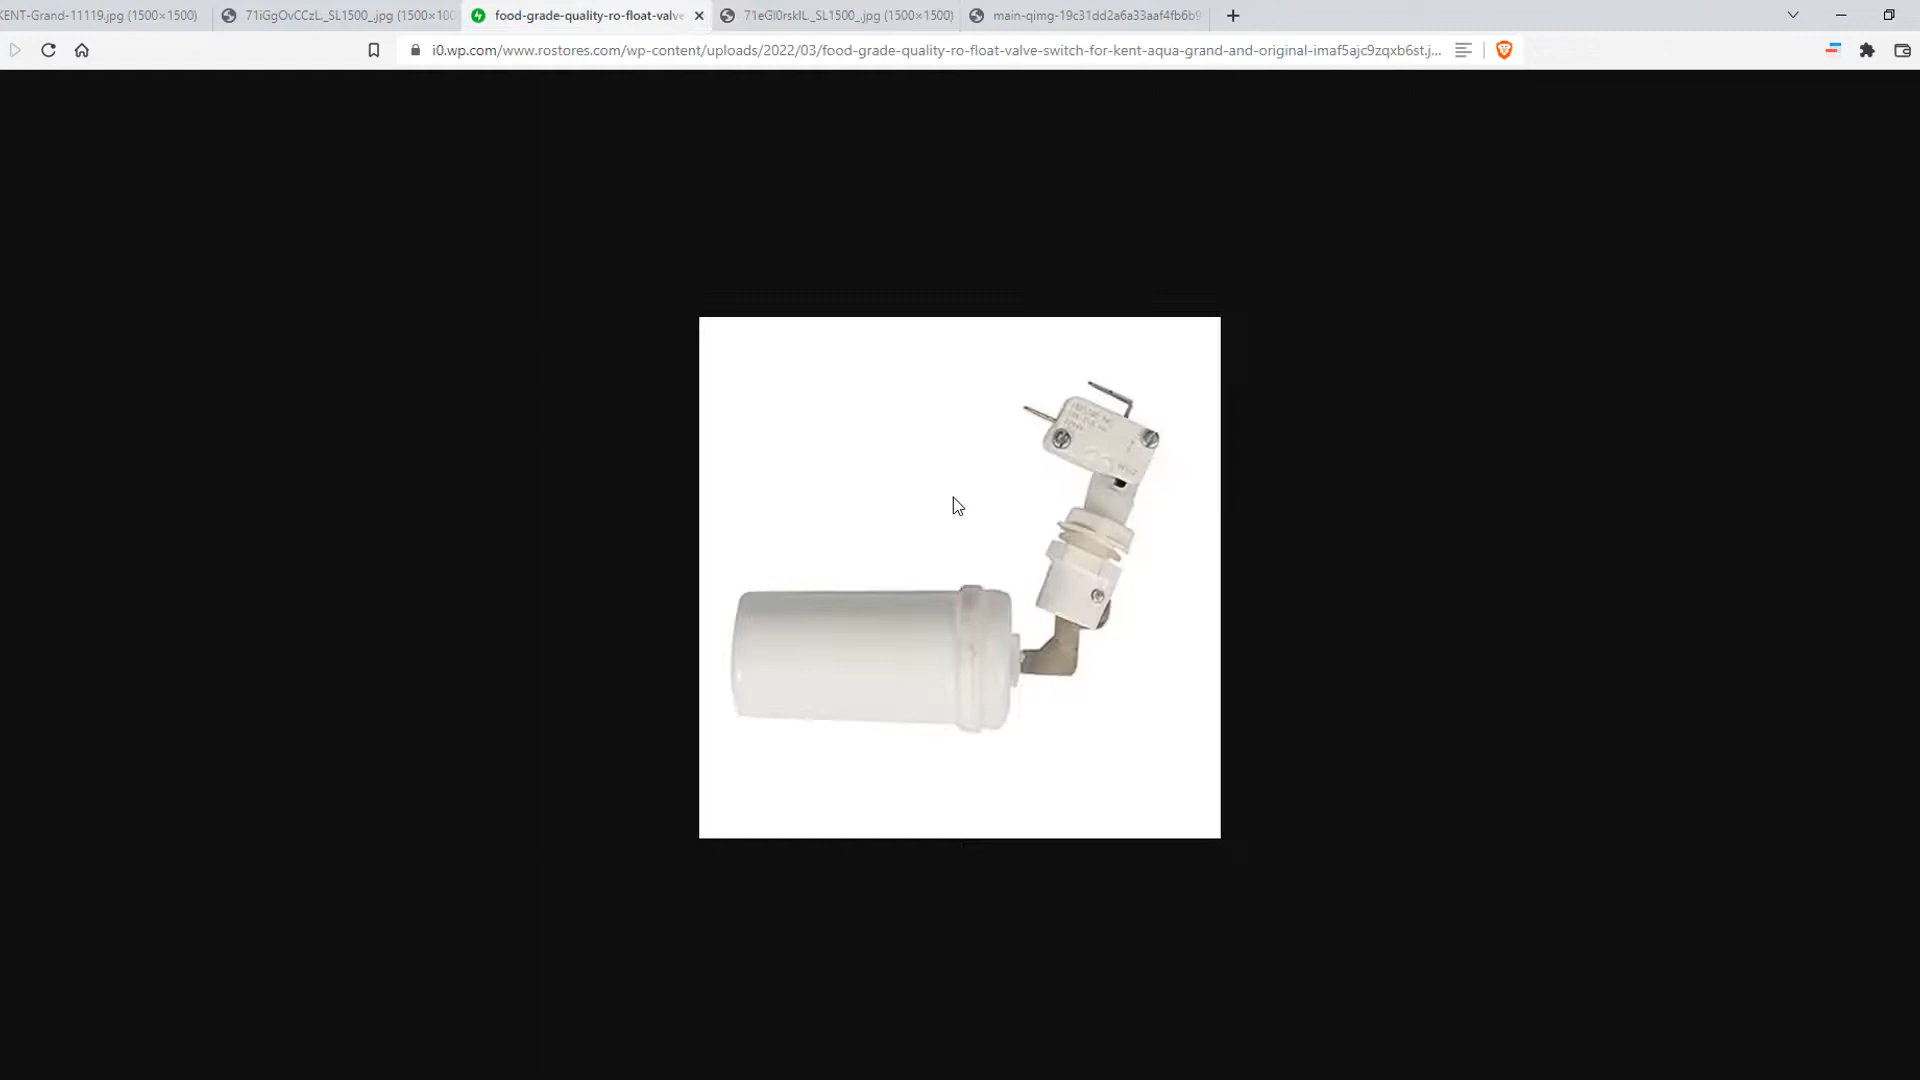 KENT-Grand-11119.jpg (1500×1500)
71iGgOvCCzL._SL1500_.jpg (1500×100
food-grade-quality-ro-float-valve
71eGl0rsklL._SL1500_.jpg (1500×1500)
main-qimg-19c31dd2a6a33aaf4fb6b9
i0.wp.com/www.rostores.com/wp-content/uploads/2022/03/food-grade-quality-ro-float-valve-switch-for-kent-aqua-grand-and-original-imaf5ajc9zqxb6st.j...